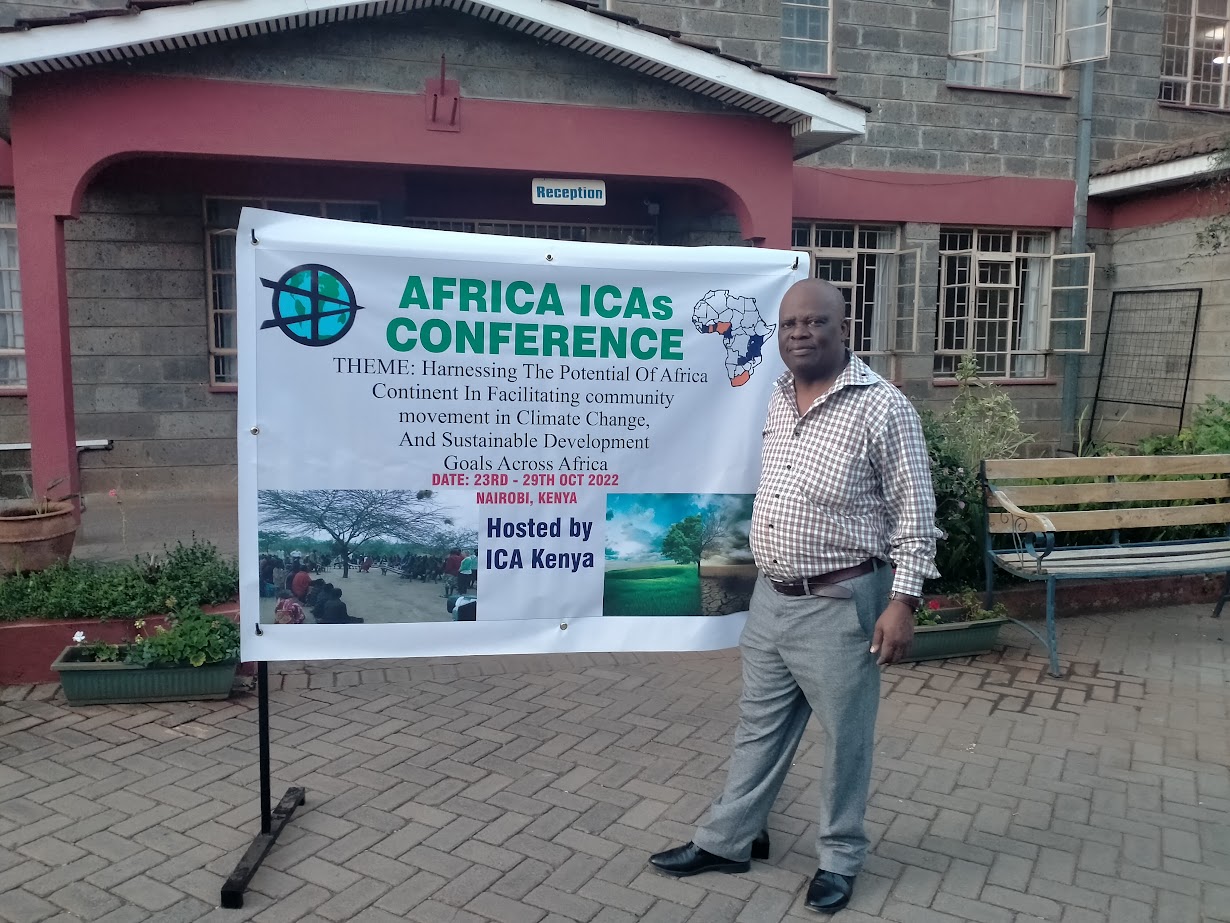 Reception
AFRICA ICAs
CONFERENCE
THEME: Harnessing The Potential Of Africa
Continent In Facilitating community
movement in Climate Change,
And Sustainable Development
Goals Across Africa
DATE: 23RD - 29TH OCT 2022
NAIROBI, KENYA
Hosted by
ICA Kenya